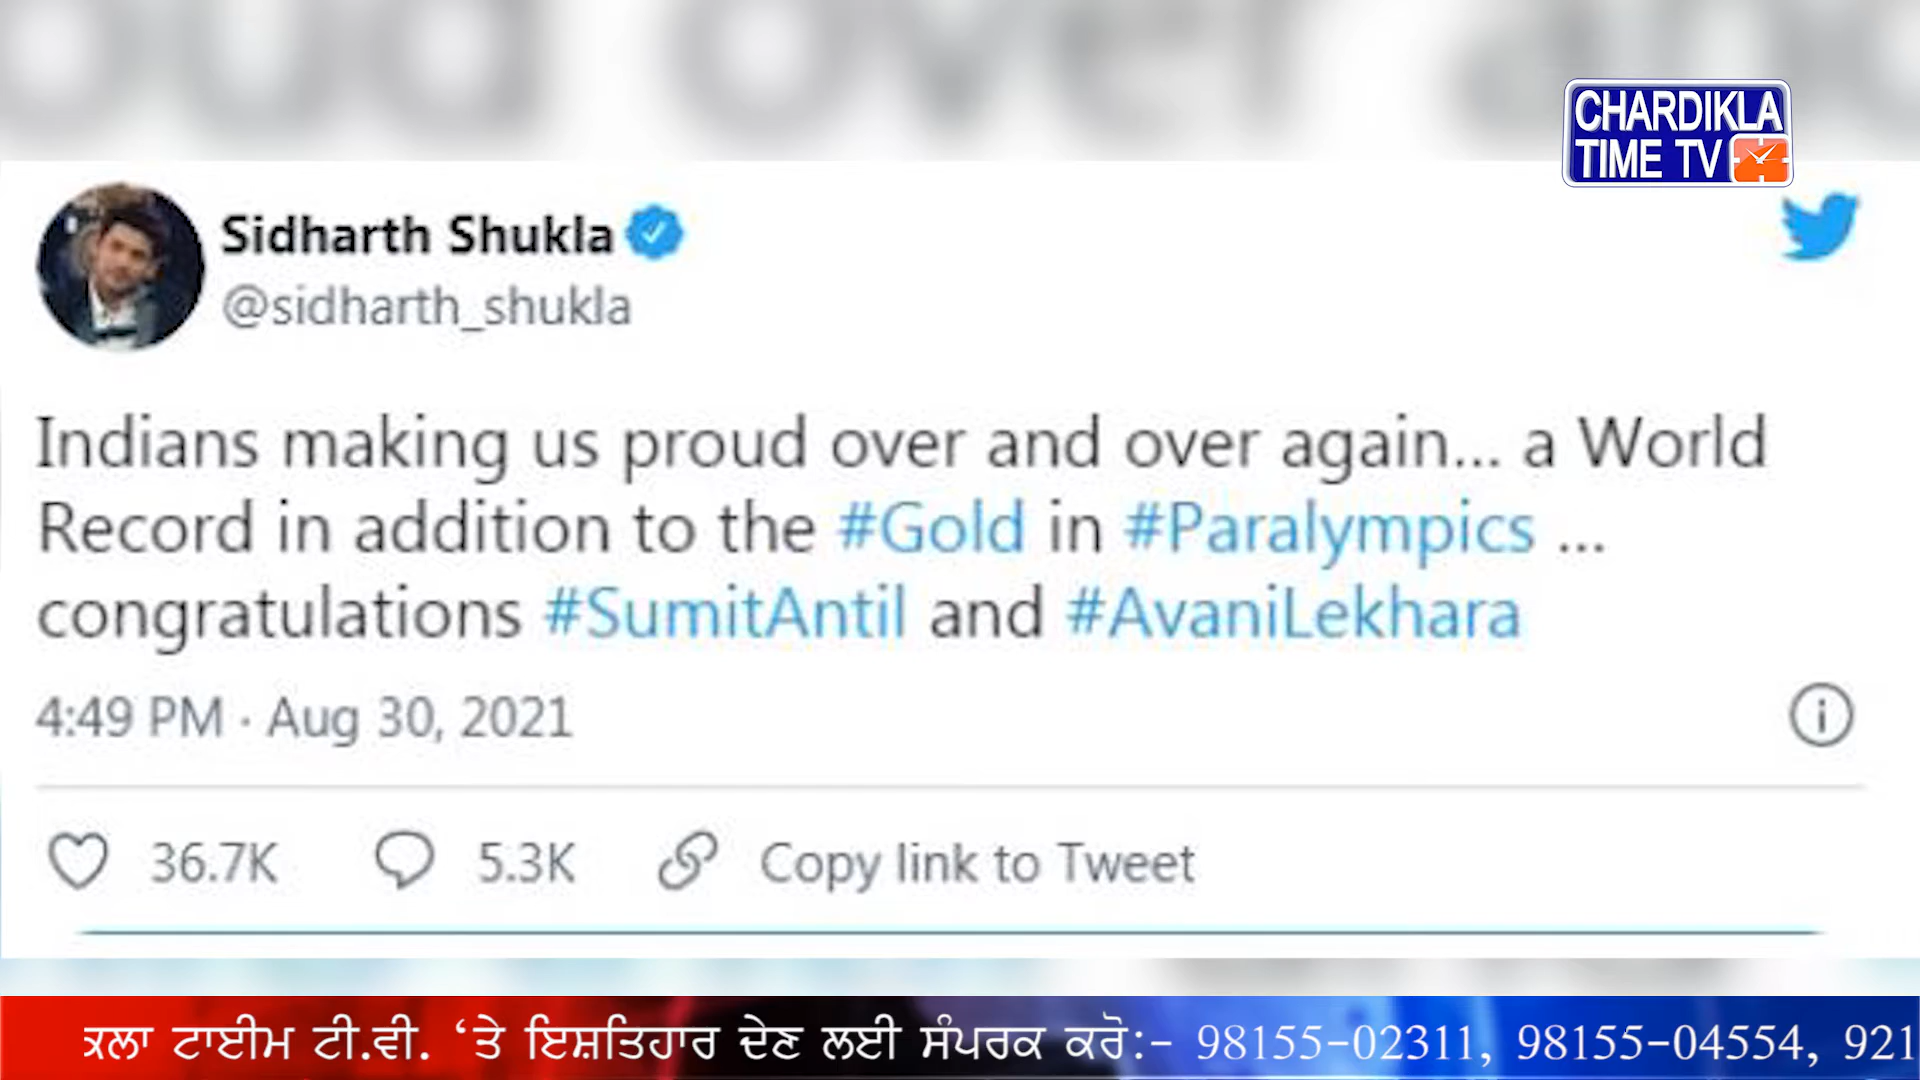 CHARDIKLA
TIME TV
Sidharth Shukla
@sidharth_shukla
Indians making us proud over and over again... a World
Record in addition to the #Gold in #Paralympics ...
congratulations #SumitAntil and #AvaniLekhara
4:49 PM · Aug 30, 2021
36.7K 5.3K Copy link to Tweet
ਕਲਾ ਟਾਈਮ ਟੀ.ਵੀ. ‘ਤੇ ਇਸ਼ਤਿਹਾਰ ਦੇਣ ਲਈ ਸੰਪਰਕ ਕਰੋ:- 98155-02311, 98155-04554, 921